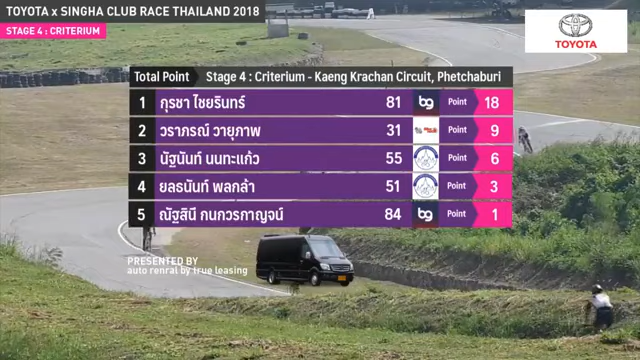 TOYOTA x SINGHA CLUB RACE THAILAND 2018
STAGE 4 : CRITERIUM
TOYOTA
Total Point Stage 4 : Criterium - Kaeng Krachan Circuit, Phetchaburi
1 กุรชา ไชยรินทร์ 81 bg Point 18
2 วราภรณ์ วายุภาพ 31 Point 9
3 นัฐนันท์ นนทะแก้ว 55 Point 6
4 ยลธนันท์ พลกล้า 51 Point 3
5 ณัฐสินี กนกวรกาญจน์ 84 bg Point 1
PRESENTED BY
auto renral by true leasing